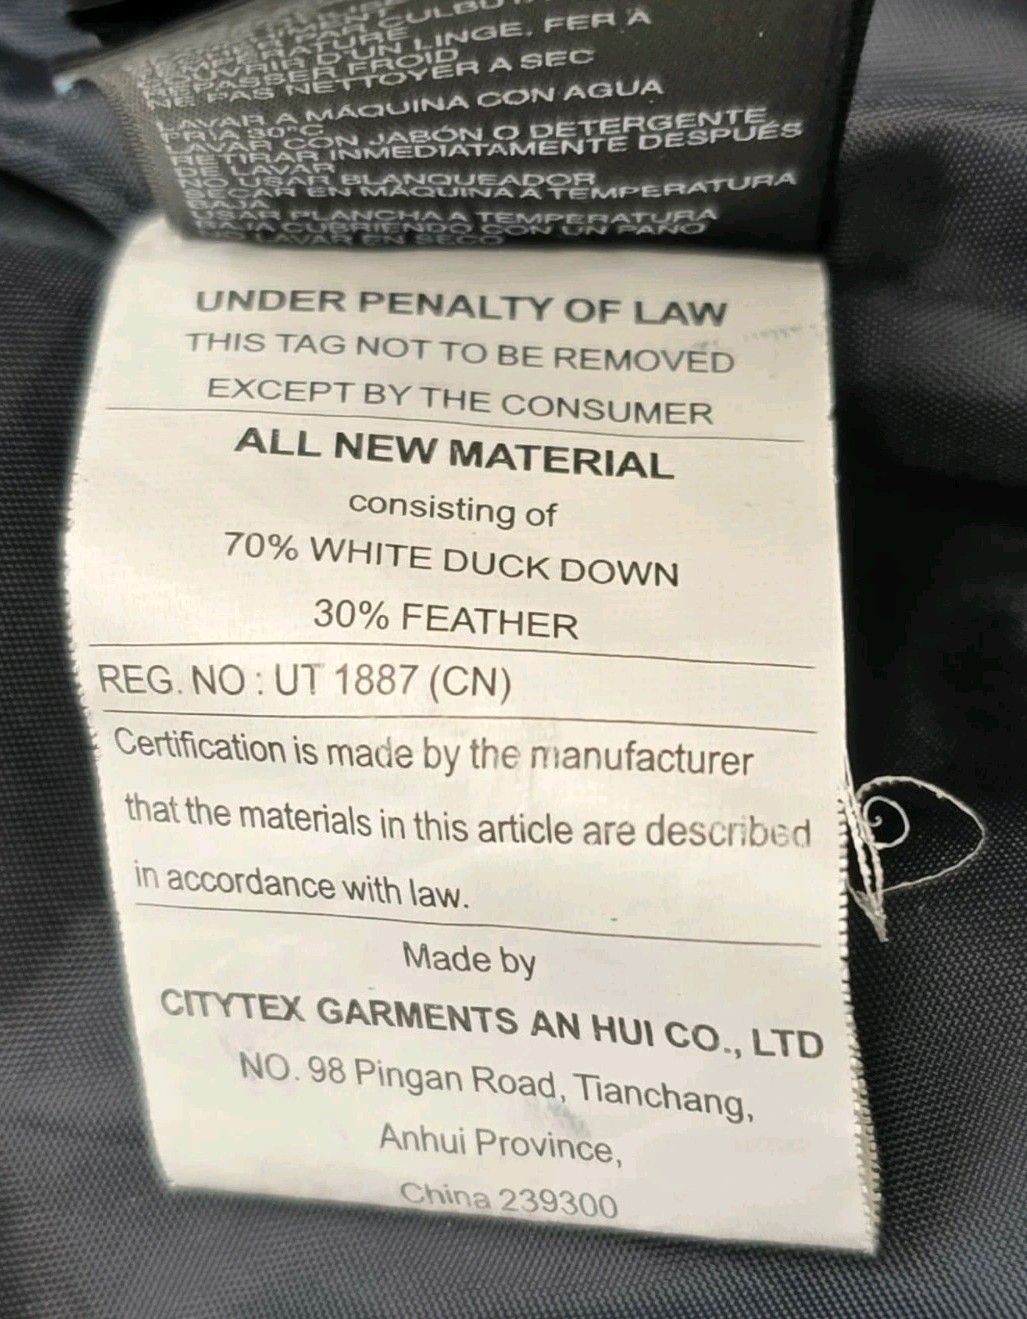 CULBU
TEMPÉRATURE
D'UN LINGE. FER À
REPASSER FROID
NE PAS NETTOYER A SEC
LAVAR A MÁQUINA CON AGUA
FRÍA 30°C
LAVAR CON JABÓN O DETERGENTE
RETIRAR INMEDIATAMENTE DESPUÉS
DE LAVAR
NO USAR BLANQUEADOR
SECAR EN MÁQUINA A TEMPERATURA
BAJA
USAR PLANCHA A TEMPERATURA
BAJA CUBRIENDO CON UN PAÑO
LAVAR EN SECO
UNDER PENALTY OF LAW
THIS TAG NOT TO BE REMOVED
EXCEPT BY THE CONSUMER
ALL NEW MATERIAL
consisting of
70% WHITE DUCK DOWN
30% FEATHER
REG. NO : UT 1887 (CN)
Certification is made by the manufacturer
that the materials in this article are described
in accordance with law.
Made by
CITYTEX GARMENTS AN HUI CO., LTD
NO. 98 Pingan Road, Tianchang,
Anhui Province,
China 239300